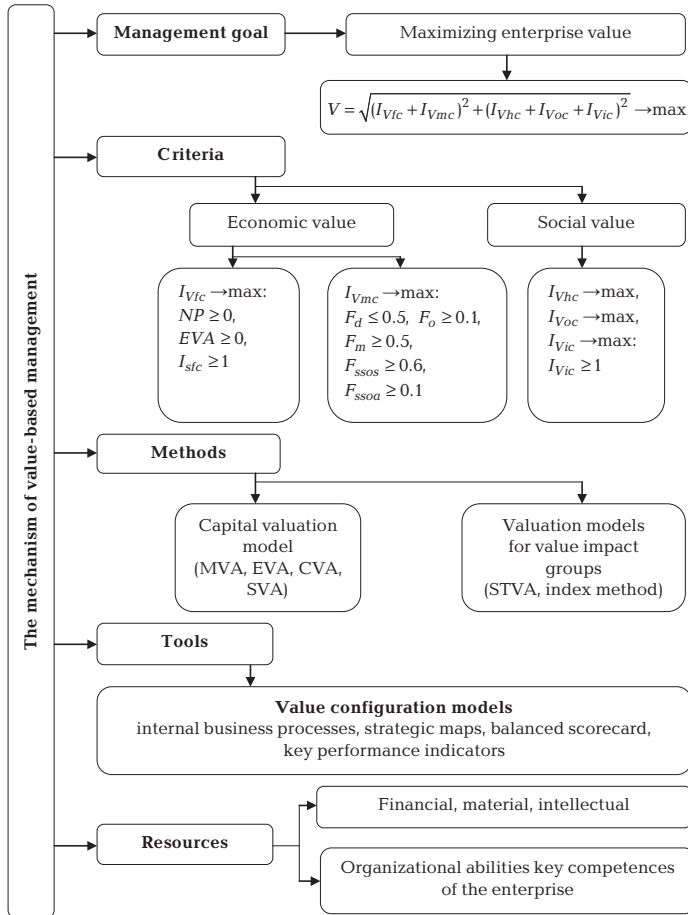 The mechanism of value-based management
Management goal
Maximizing enterprise value
V = √((I_Vfc + I_Vmc)² + (I_Vhc + I_Voc + I_Vic)²) → max
Criteria
Economic value
Social value
I_Vfc → max:
NP ≥ 0,
EVA ≥ 0,
I_sfc ≥ 1
I_Vmc → max:
F_d ≤ 0.5, F_o ≥ 0.1,
F_m ≥ 0.5,
F_ssos ≥ 0.6,
F_ssoa ≥ 0.1
I_Vhc → max,
I_Voc → max,
I_Vic → max:
I_Vic ≥ 1
Methods
Capital valuation
model
(MVA, EVA, CVA,
SVA)
Valuation models
for value impact
groups
(STVA, index method)
Tools
Value configuration models
internal business processes, strategic maps, balanced scorecard,
key performance indicators
Resources
Financial, material, intellectual
Organizational abilities key competences
of the enterprise